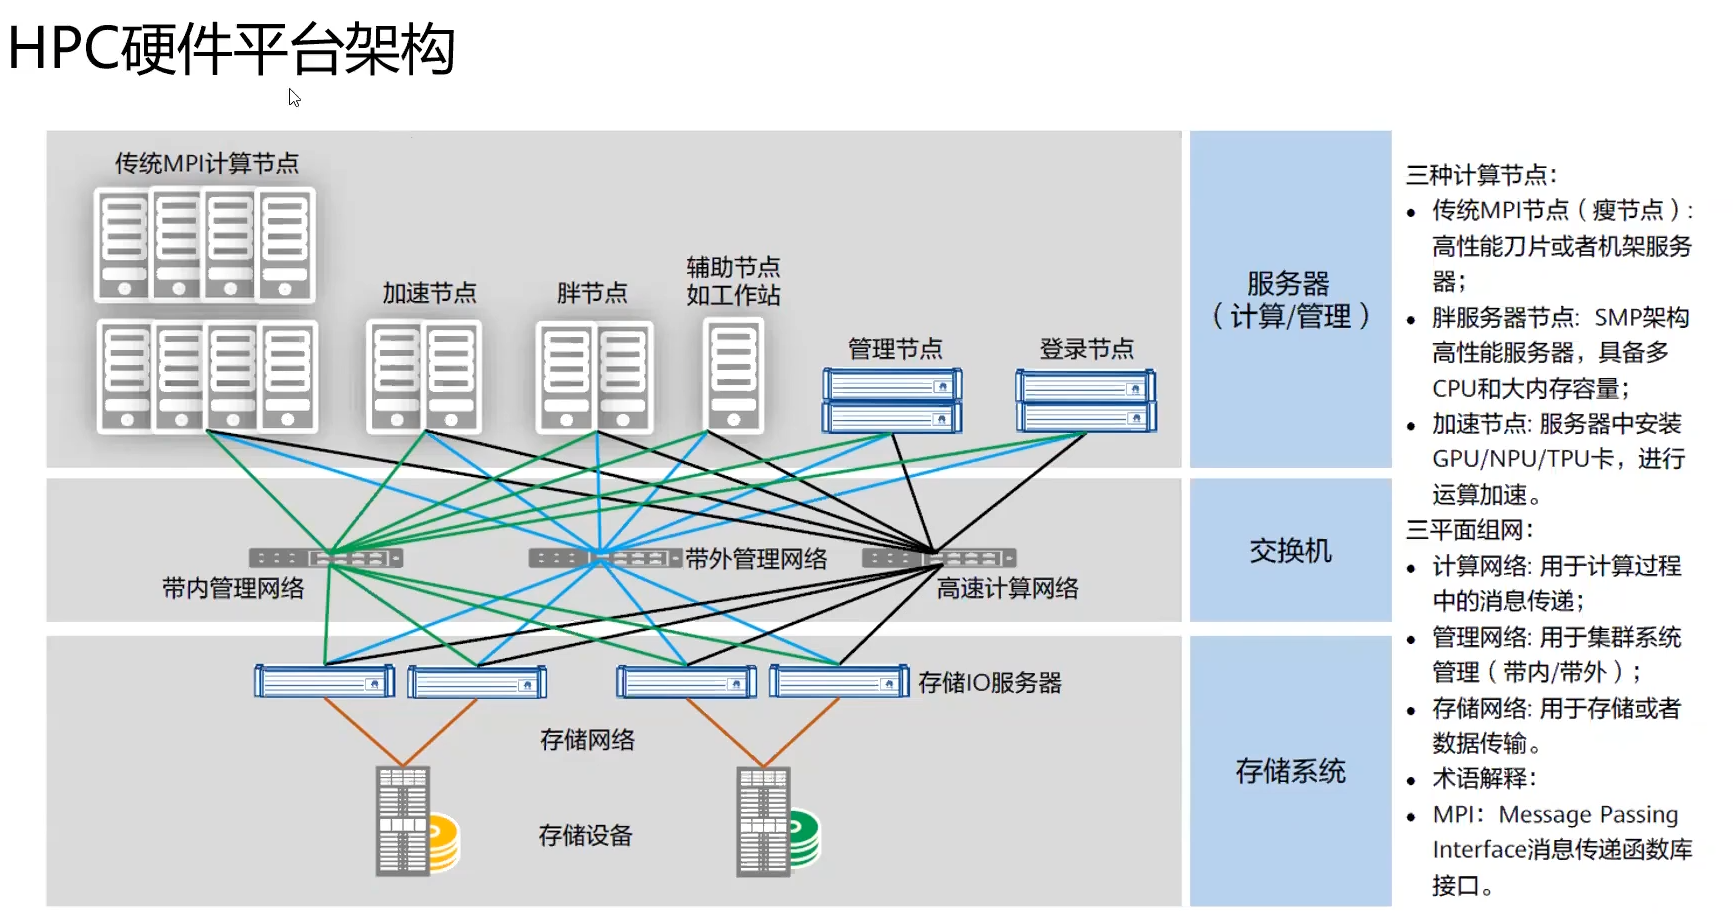 HPC硬件平台架构
传统MPI计算节点
加速节点
胖节点
辅助节点
如工作站
管理节点
登录节点
带内管理网络
带外管理网络
高速计算网络
存储IO服务器
存储网络
存储设备
服务器
（计算/管理）
交换机
存储系统
三种计算节点：
• 传统MPI节点（瘦节点）：
高性能刀片或者机架服务
器；
• 胖服务器节点：SMP架构
高性能服务器，具备多
CPU和大内存容量；
• 加速节点: 服务器中安装
GPU/NPU/TPU卡，进行
运算加速。
三平面组网：
• 计算网络: 用于计算过程
中的消息传递；
• 管理网络: 用于集群系统
管理（带内/带外）；
• 存储网络: 用于存储或者
数据传输。
• 术语解释：
• MPI：Message Passing
Interface消息传递函数库
接口。